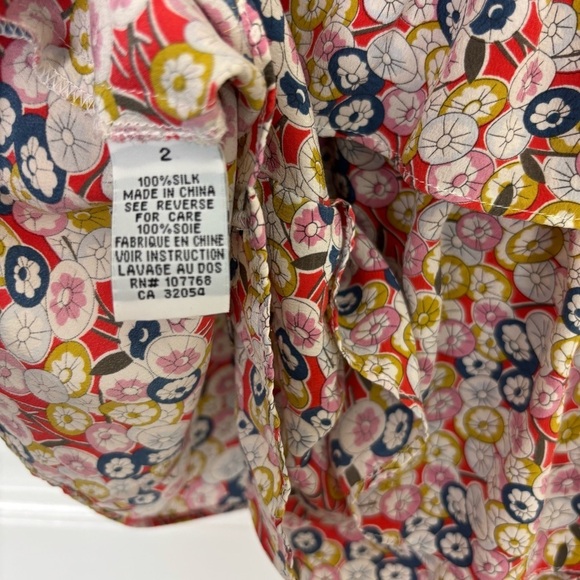 2
100%SILK
MADE IN CHINA
SEE REVERSE
FOR CARE
100%SOIE
FABRIQUE EN CHINE
VOIR INSTRUCTION
LAVAGE AU DOS
RN# 107766
CA 32054